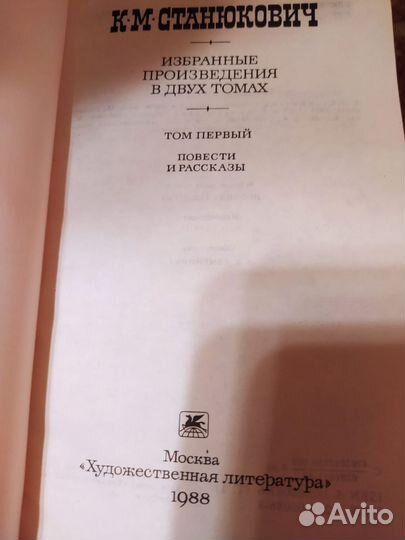 К·М·СТАНЮКОВИЧ
ИЗБРАННЫЕ
ПРОИЗВЕДЕНИЯ
В ДВУХ ТОМАХ
ТОМ ПЕРВЫЙ
ПОВЕСТИ
И РАССКАЗЫ
Москва
«Художественная литература»
1988
Avito